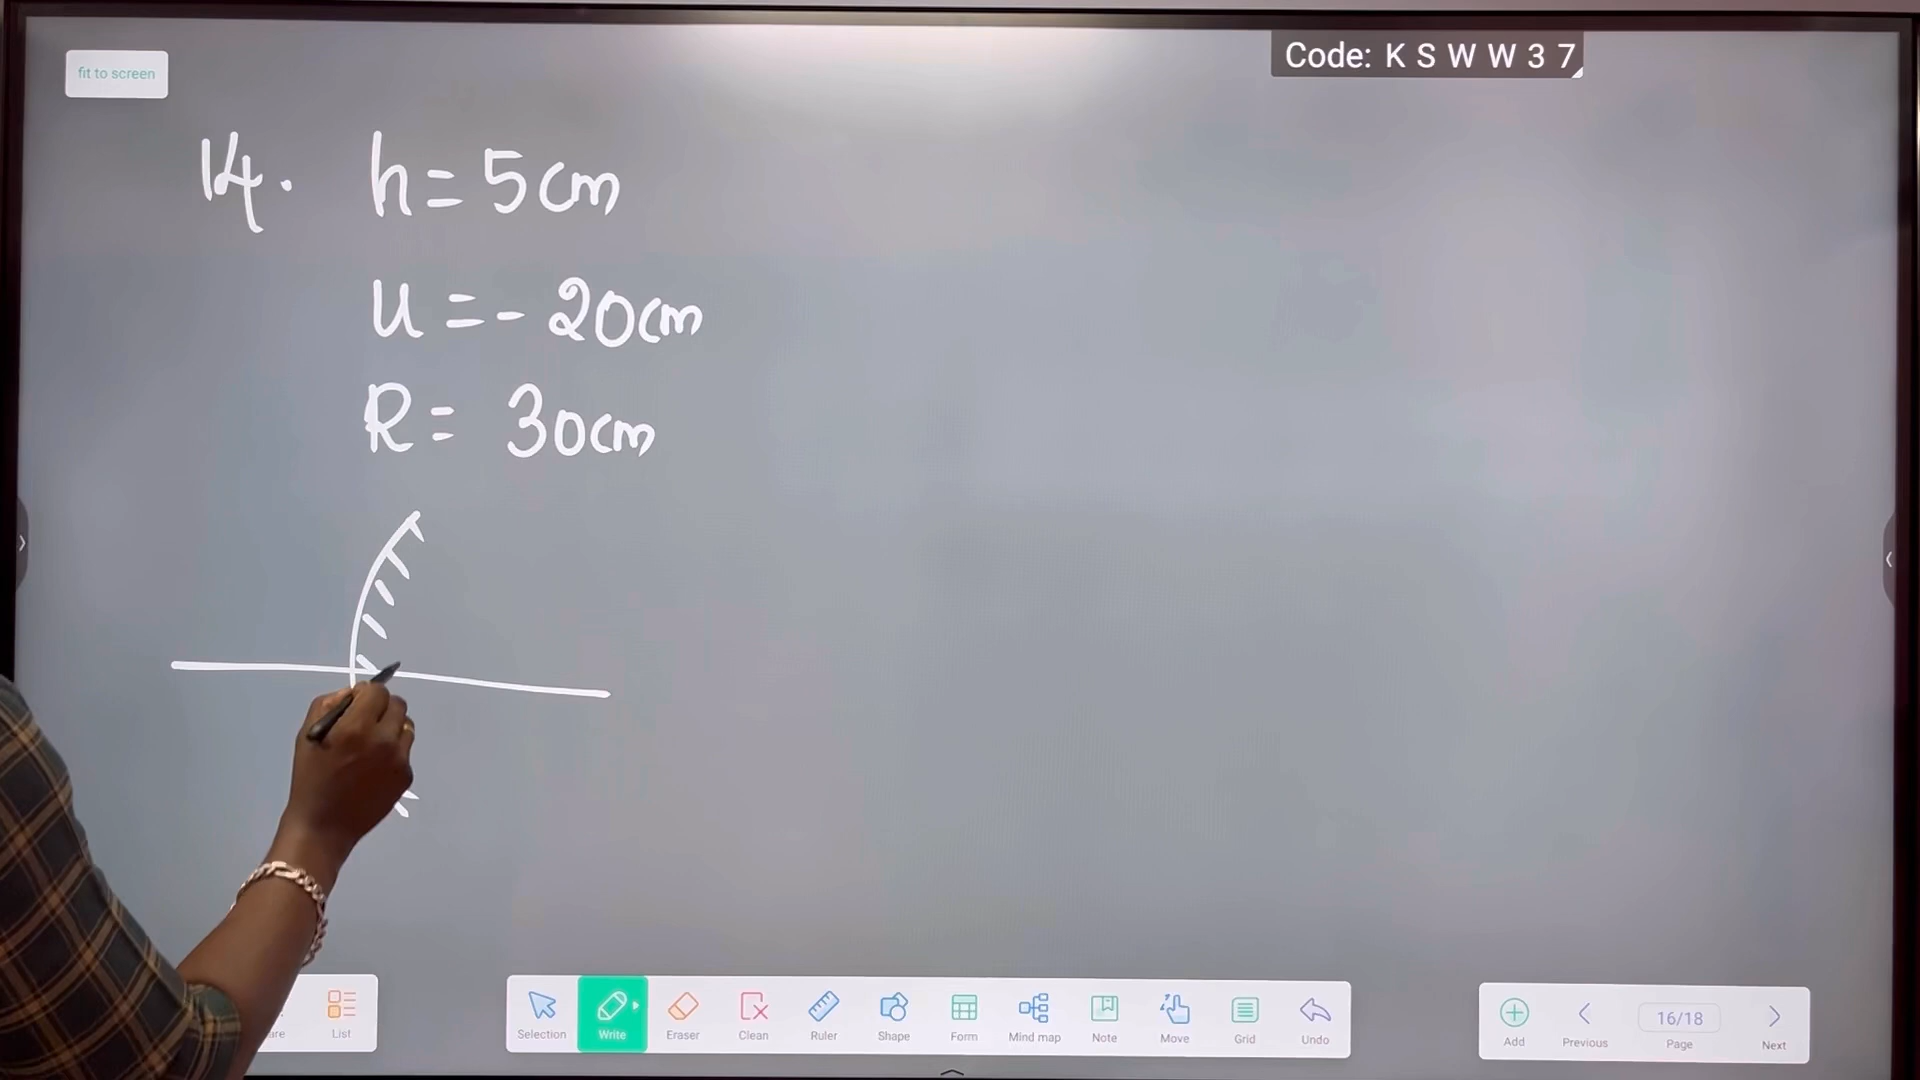 fit to screen
Code: K S W W 3 7
14. h = 5cm
u = - 20cm
R = 30cm
List
Selection
Write
Eraser
Clean
Ruler
Shape
Form
Mind map
Note
Move
Grid
Undo
Add
Previous
16/18
Page
Next